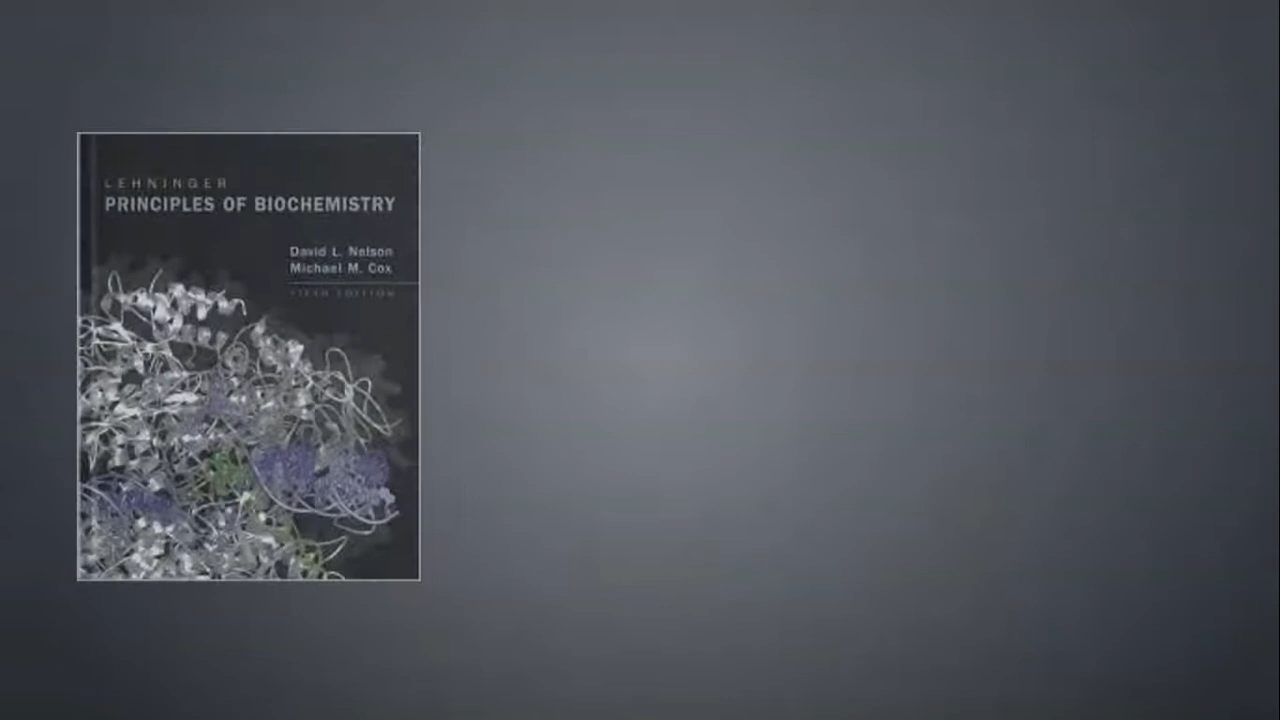 LEHNINGER
PRINCIPLES OF BIOCHEMISTRY
David L. Nelson
Michael M. Cox
FIFTH EDITION